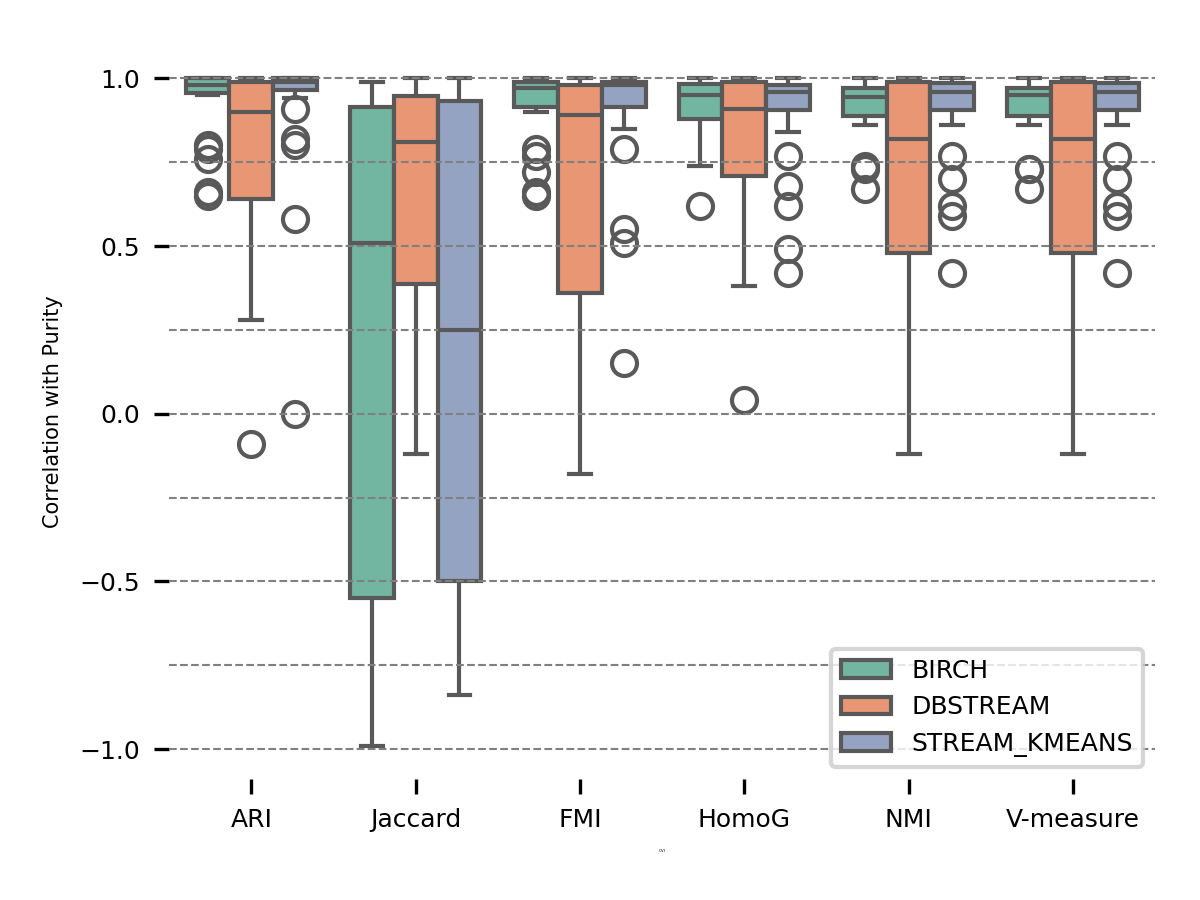 Correlation with Purity
1.0
0.5
0.0
−0.5
−1.0
BIRCH
DBSTREAM
STREAM_KMEANS
ARI
Jaccard
FMI
HomoG
NMI
V-measure